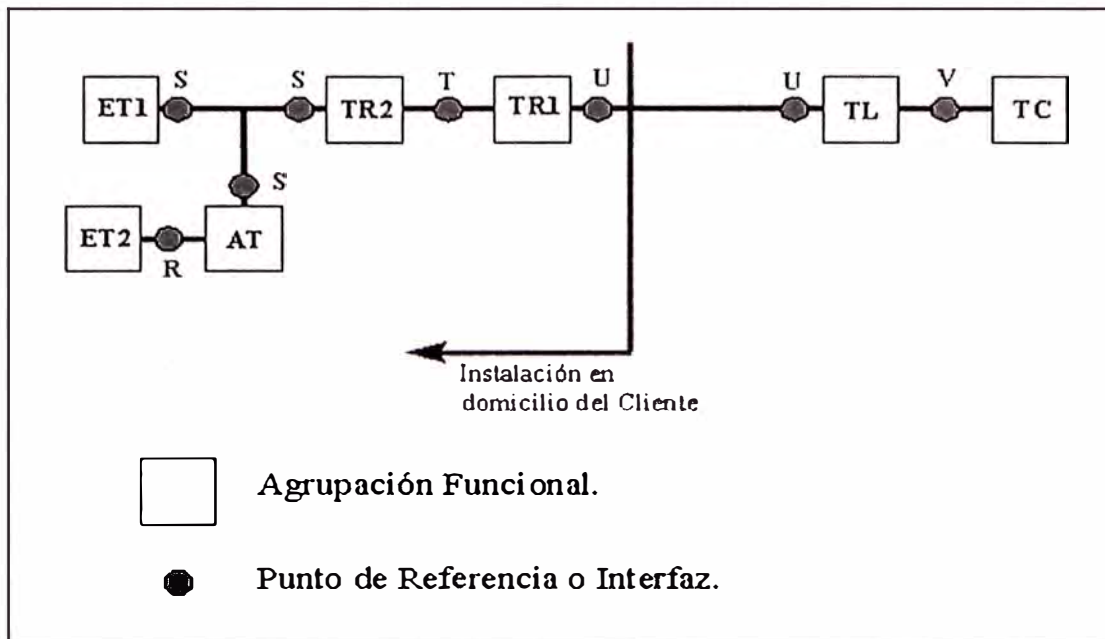 S S T U U V
ET1 TR2 TR1 TL TC
S
ET2 AT
R
Instalación en
domicilio del Cliente
Agrupación Funcional.
Punto de Referencia o Interfaz.